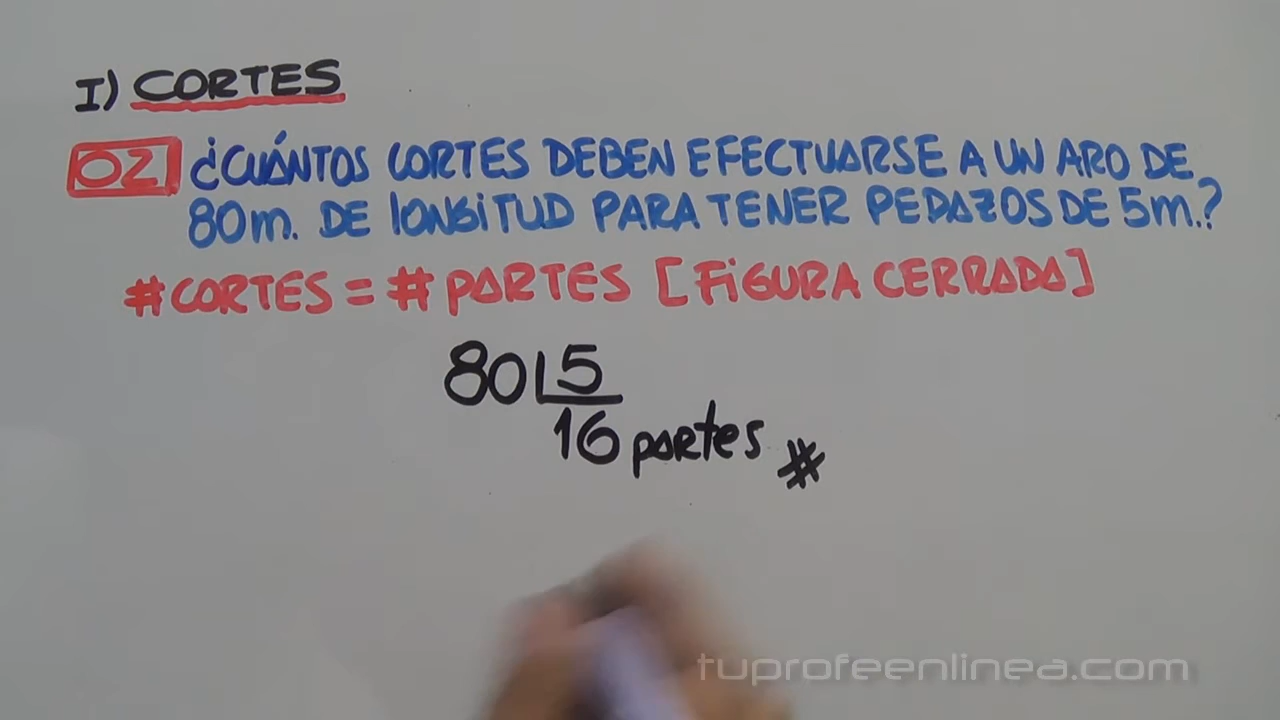 I) CORTES
02 ¿CUÁNTOS CORTES DEBEN EFECTUARSE A UN ARO DE
80m. DE LONGITUD PARA TENER PEDAZOS DE 5m.?
#CORTES = # PARTES [FIGURA CERRADA]
80 5
16 partes #
tuprofeenlinea.com